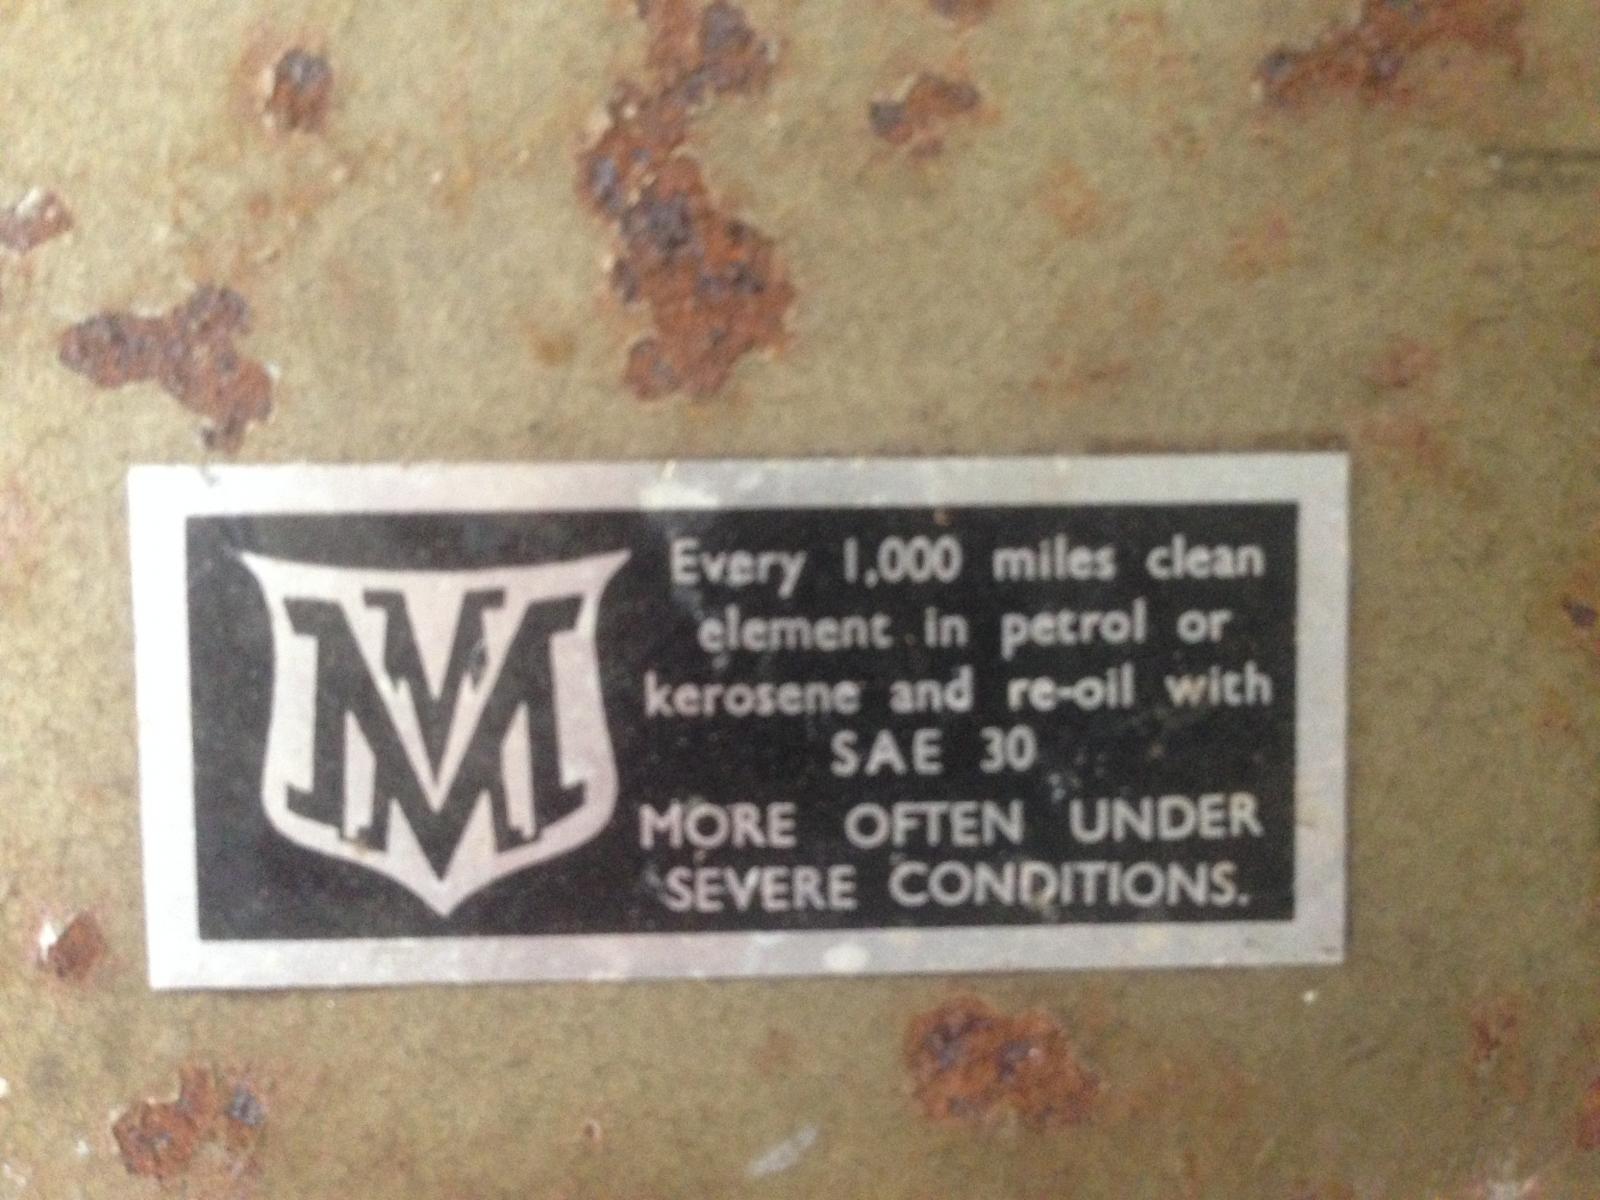 Every 1,000 miles clean
element in petrol or
kerosene and re-oil with
SAE 30
MORE OFTEN UNDER
SEVERE CONDITIONS.